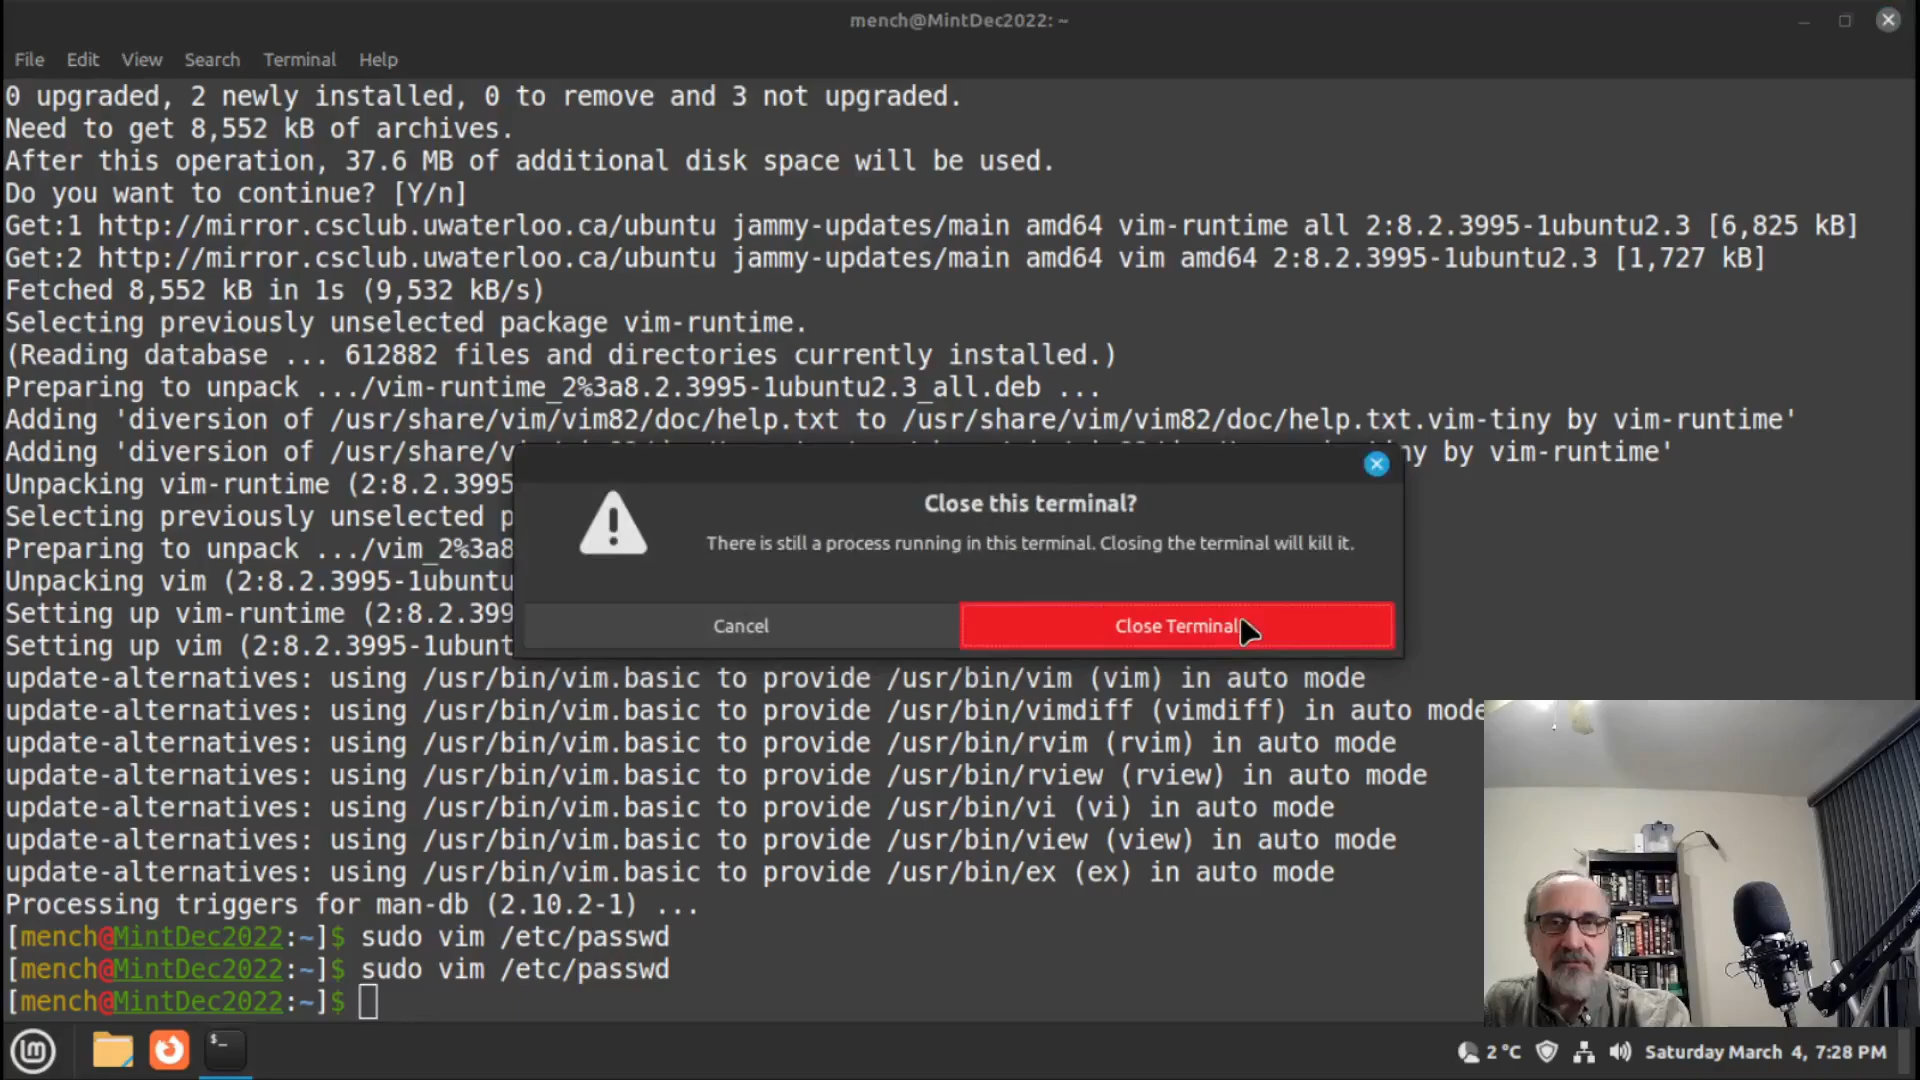 mench@MintDec2022: ~
File Edit View Search Terminal Help
0 upgraded, 2 newly installed, 0 to remove and 3 not upgraded.
Need to get 8,552 kB of archives.
After this operation, 37.6 MB of additional disk space will be used.
Do you want to continue? [Y/n]
Get:1 http://mirror.csclub.uwaterloo.ca/ubuntu jammy-updates/main amd64 vim-runtime all 2:8.2.3995-1ubuntu2.3 [6,825 kB]
Get:2 http://mirror.csclub.uwaterloo.ca/ubuntu jammy-updates/main amd64 vim amd64 2:8.2.3995-1ubuntu2.3 [1,727 kB]
Fetched 8,552 kB in 1s (9,532 kB/s)
Selecting previously unselected package vim-runtime.
(Reading database ... 612882 files and directories currently installed.)
Preparing to unpack .../vim-runtime_2%3a8.2.3995-1ubuntu2.3_all.deb ...
Adding 'diversion of /usr/share/vim/vim82/doc/help.txt to /usr/share/vim/vim82/doc/help.txt.vim-tiny by vim-runtime'
Adding 'diversion of /usr/share/v ny by vim-runtime'
Unpacking vim-runtime (2:8.2.3995
Selecting previously unselected p
Preparing to unpack .../vim_2%3a8
Unpacking vim (2:8.2.3995-1ubuntu
Setting up vim-runtime (2:8.2.399
Setting up vim (2:8.2.3995-1ubunt
Close this terminal?
There is still a process running in this terminal. Closing the terminal will kill it.
Cancel Close Terminal
update-alternatives: using /usr/bin/vim.basic to provide /usr/bin/vim (vim) in auto mode
update-alternatives: using /usr/bin/vim.basic to provide /usr/bin/vimdiff (vimdiff) in auto mode
update-alternatives: using /usr/bin/vim.basic to provide /usr/bin/rvim (rvim) in auto mode
update-alternatives: using /usr/bin/vim.basic to provide /usr/bin/rview (rview) in auto mode
update-alternatives: using /usr/bin/vim.basic to provide /usr/bin/vi (vi) in auto mode
update-alternatives: using /usr/bin/vim.basic to provide /usr/bin/view (view) in auto mode
update-alternatives: using /usr/bin/vim.basic to provide /usr/bin/ex (ex) in auto mode
Processing triggers for man-db (2.10.2-1) ...
[mench@MintDec2022:~]$ sudo vim /etc/passwd
[mench@MintDec2022:~]$ sudo vim /etc/passwd
[mench@MintDec2022:~]$
2 °C Saturday March 4, 7:28 PM